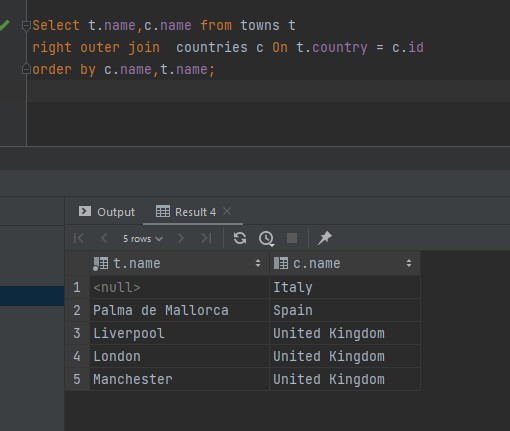 Select t.name,c.name from towns t
right outer join  countries c On t.country = c.id
order by c.name,t.name;
Output Result 4
5 rows
t.name c.name
1 <null> Italy
2 Palma de Mallorca Spain
3 Liverpool United Kingdom
4 London United Kingdom
5 Manchester United Kingdom